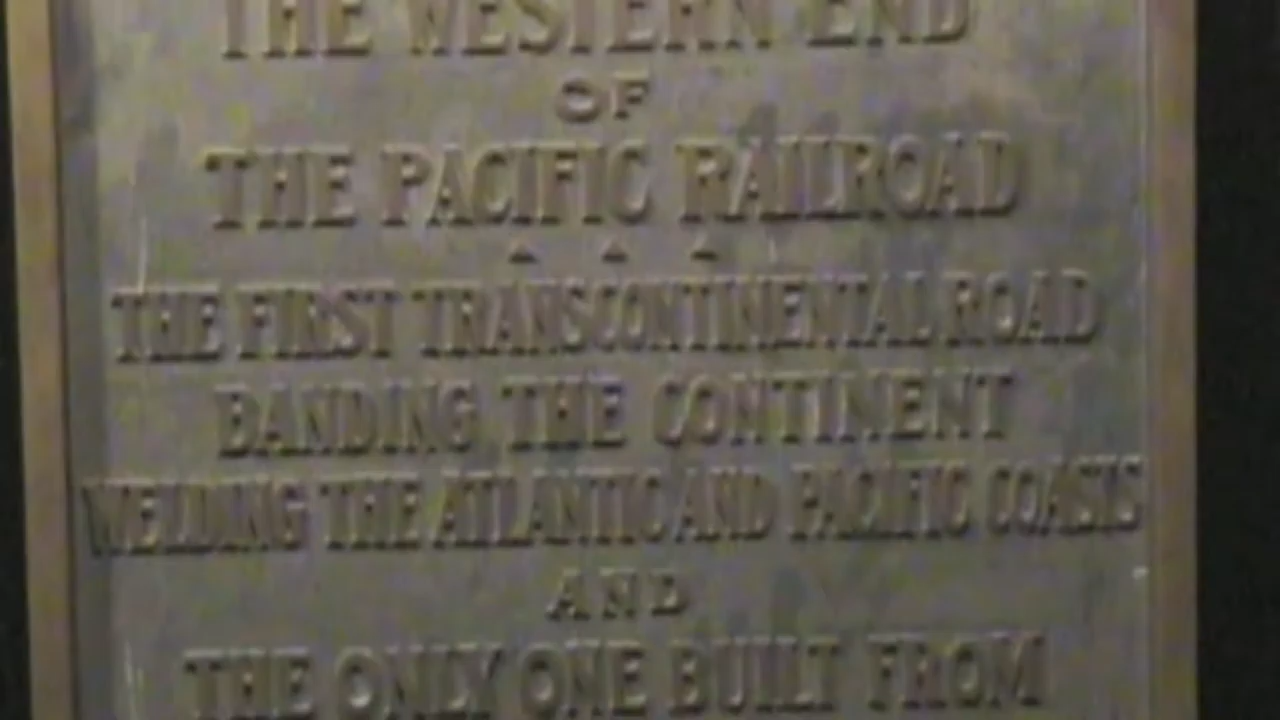 THE WESTERN END
OF
THE PACIFIC RAILROAD
THE FIRST TRANSCONTINENTAL ROAD
BANDING THE CONTINENT
WELDING THE ATLANTIC AND PACIFIC COASTS
AND
THE ONLY ONE BUILT FROM